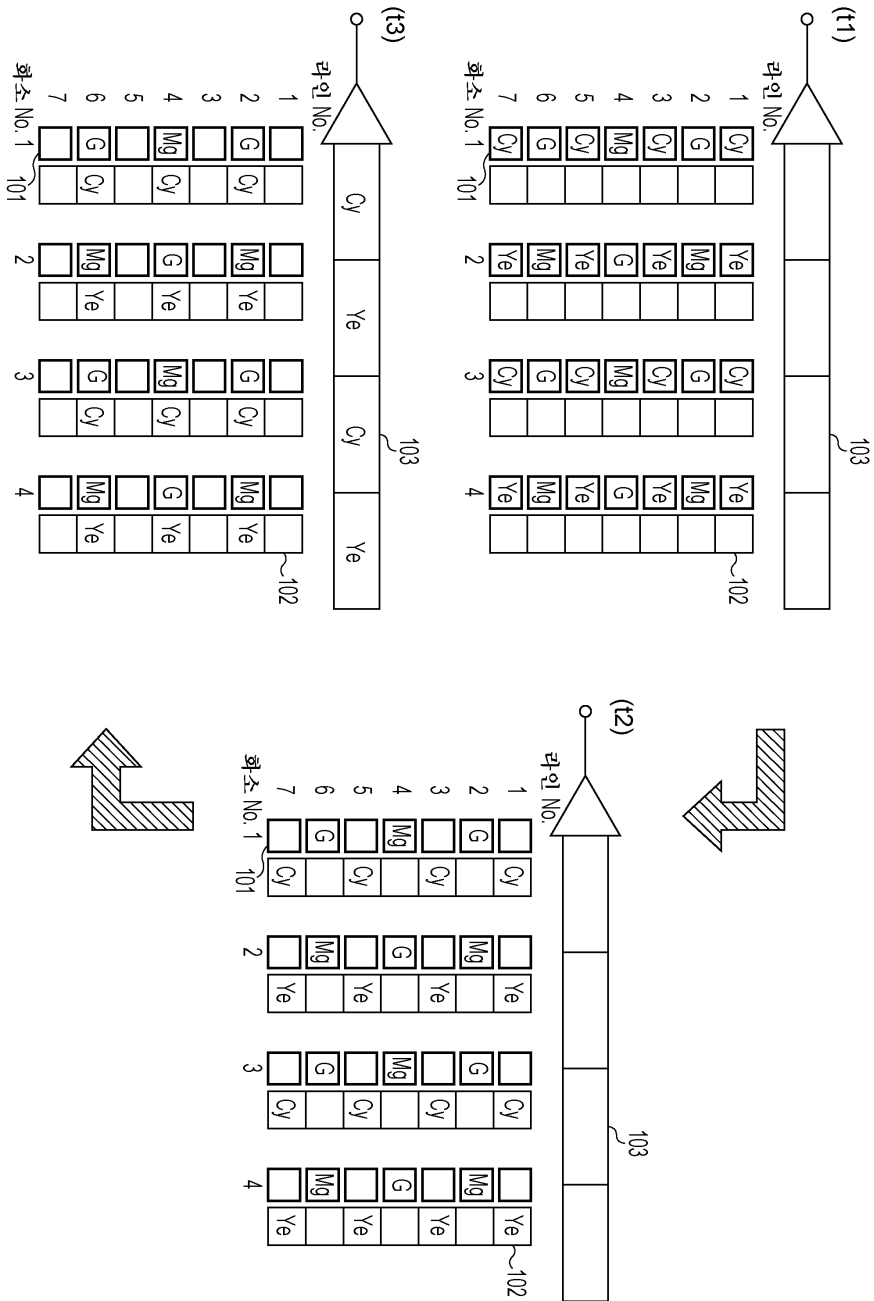 (t1)
103
라인 No.
1 Cy Ye Cy Ye
102
2 G Mg G Mg
3 Cy Ye Cy Ye
4 Mg G Mg G
5 Cy Ye Cy Ye
6 G Mg G Mg
7 Cy Ye Cy Ye
화소 No. 1 2 3 4
101
(t2)
103
라인 No.
1 Cy Ye Cy Ye
102
2 G Mg G Mg
3 Cy Ye Cy Ye
4 Mg G Mg G
5 Cy Ye Cy Ye
6 G Mg G Mg
7 Cy Ye Cy Ye
화소 No. 1 2 3 4
101
(t3)
103
Cy Ye Cy Ye
라인 No.
1
102
2 G Cy Mg Ye G Cy Mg Ye
3
4 Mg Cy G Ye Mg Cy G Ye
5
6 G Cy Mg Ye G Cy Mg Ye
7
화소 No. 1 2 3 4
101